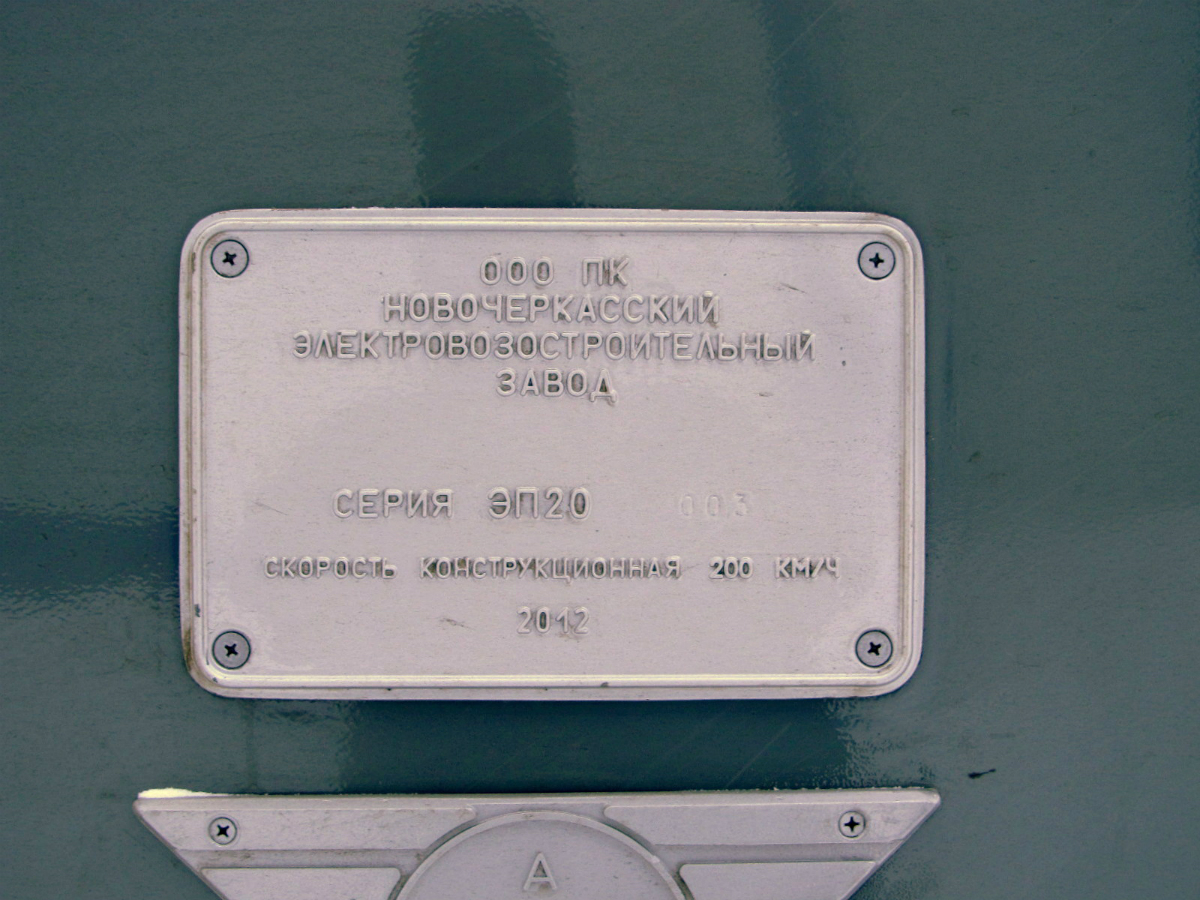 ООО ПК
НОВОЧЕРКАССКИЙ
ЭЛЕКТРОВОЗОСТРОИТЕЛЬНЫЙ
ЗАВОД
СЕРИЯ ЭП20 003
СКОРОСТЬ КОНСТРУКЦИОННАЯ 200 КМ/Ч
2012
А